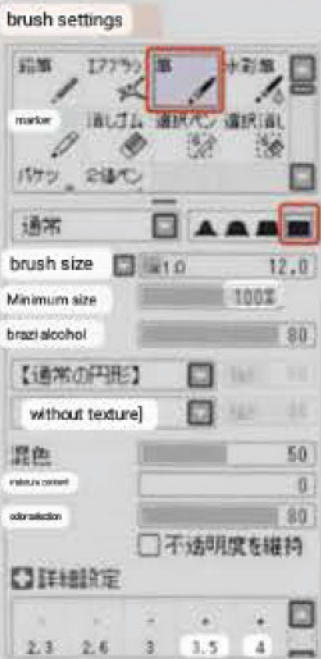 brush settings
鉛筆 エアブラシ 筆 水彩筆
marker 消しゴム 選択ペン 選択消し
バケツ 2値ペン
通常
brush size x1.0 12.0
Minimum size 100%
brazi alcohol 80
【通常の円形】
without texture]
混色 50
0
80
不透明度を維持
詳細設定
2.3 2.6 3 3.5 4